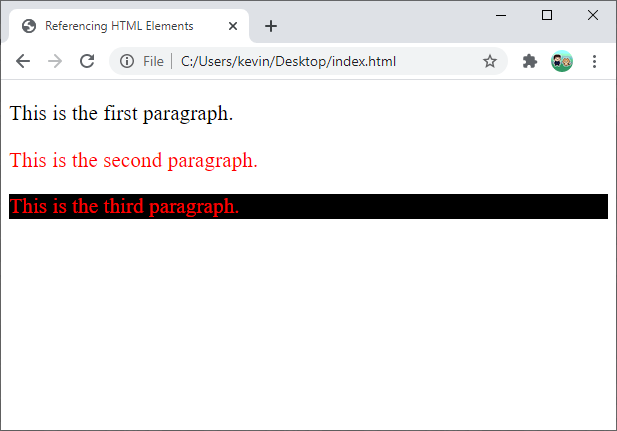 Referencing HTML Elements
File C:/Users/kevin/Desktop/index.html
This is the first paragraph.
This is the second paragraph.
This is the third paragraph.